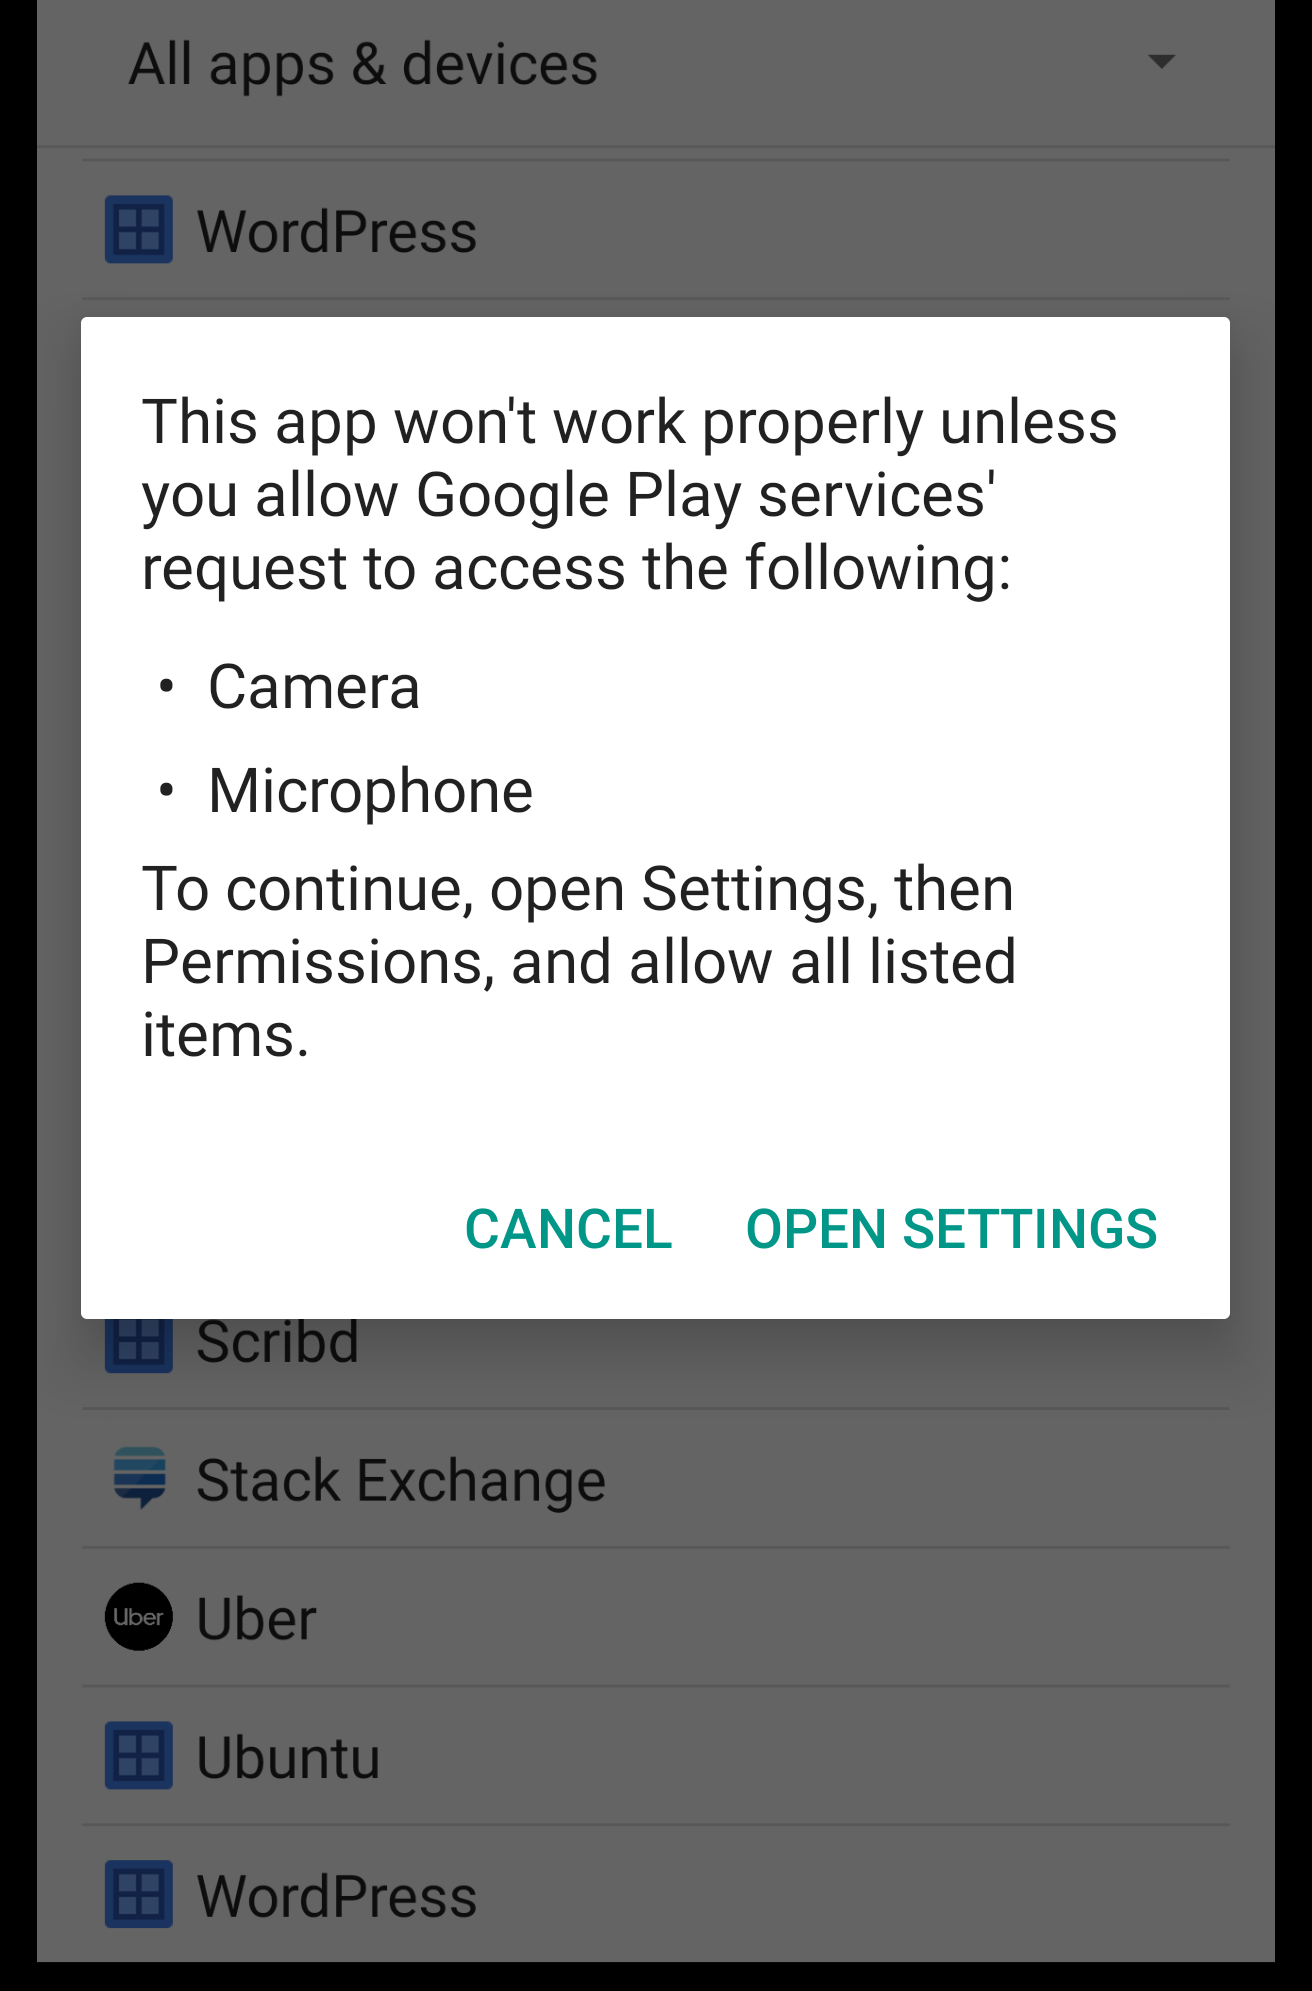 All apps & devices
WordPress
This app won't work properly unless
you allow Google Play services'
request to access the following:
• Camera
• Microphone
To continue, open Settings, then
Permissions, and allow all listed
items.
CANCEL OPEN SETTINGS
Scribd
Stack Exchange
Uber Uber
Ubuntu
WordPress